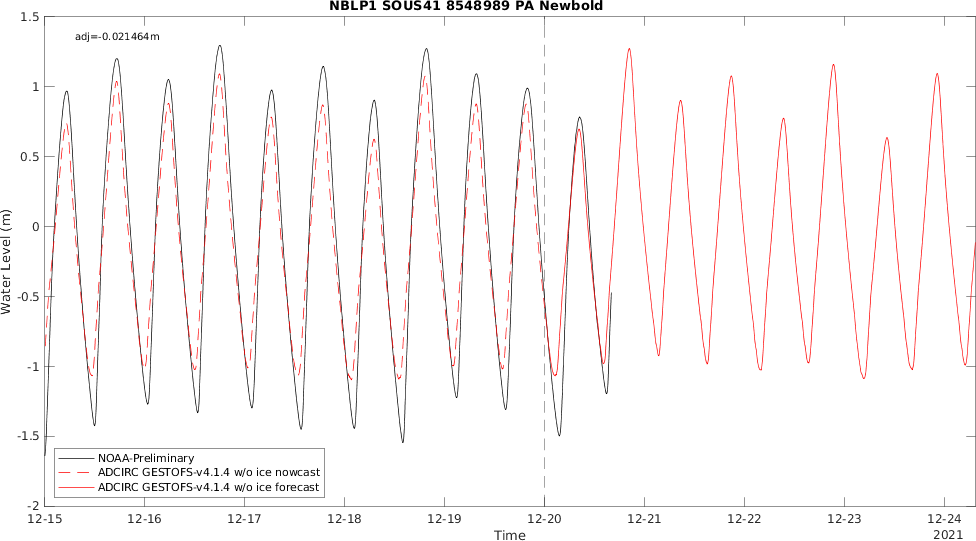 NBLP1 SOUS41 8548989 PA Newbold
adj=-0.021464m
1.5
1
0.5
0
-0.5
-1
-1.5
-2
Water Level (m)
NOAA-Preliminary
ADCIRC GESTOFS-v4.1.4 w/o ice nowcast
ADCIRC GESTOFS-v4.1.4 w/o ice forecast
12-15 12-16 12-17 12-18 12-19 12-20 12-21 12-22 12-23 12-24
Time
2021